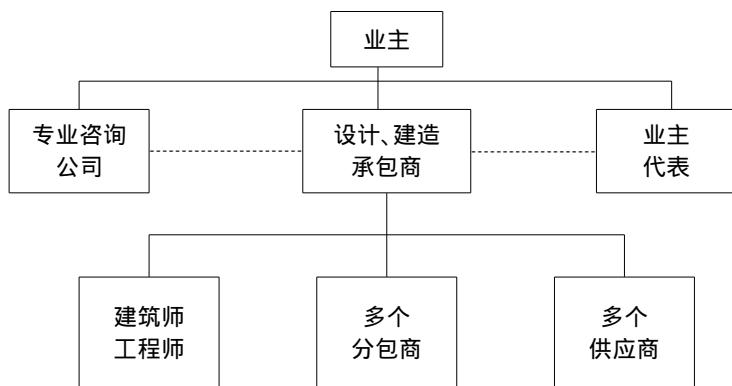 业主
专业咨询
公司
设计、建造
承包商
业主
代表
建筑师
工程师
多个
分包商
多个
供应商